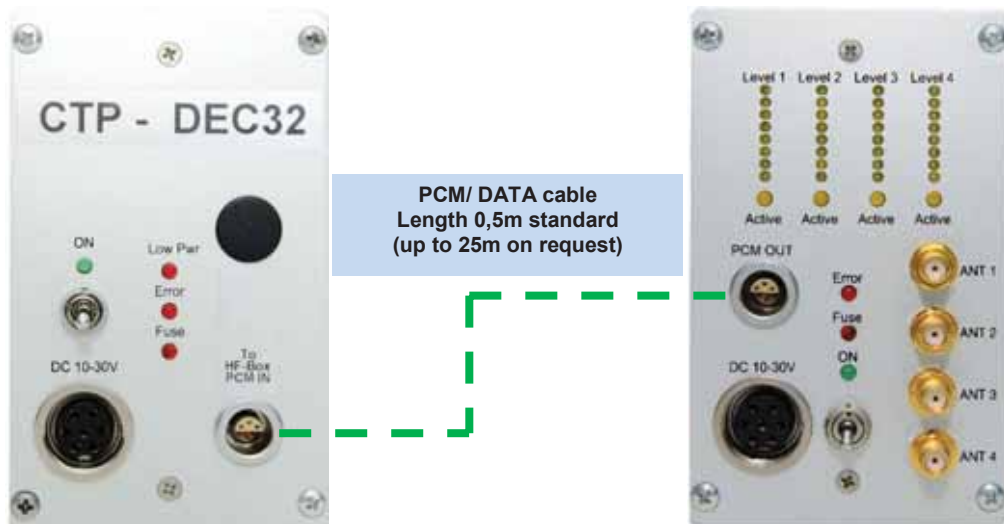 CTP - DEC32
ON
Low Pwr
Error
Fuse
DC 10-30V
To
HF-Box
PCM IN
PCM/ DATA cable
Length 0,5m standard
(up to 25m on request)
Level 1 Level 2 Level 3 Level 4
Active Active Active Active
PCM OUT
Error
Fuse
ON
DC 10-30V
ANT 1
ANT 2
ANT 3
ANT 4